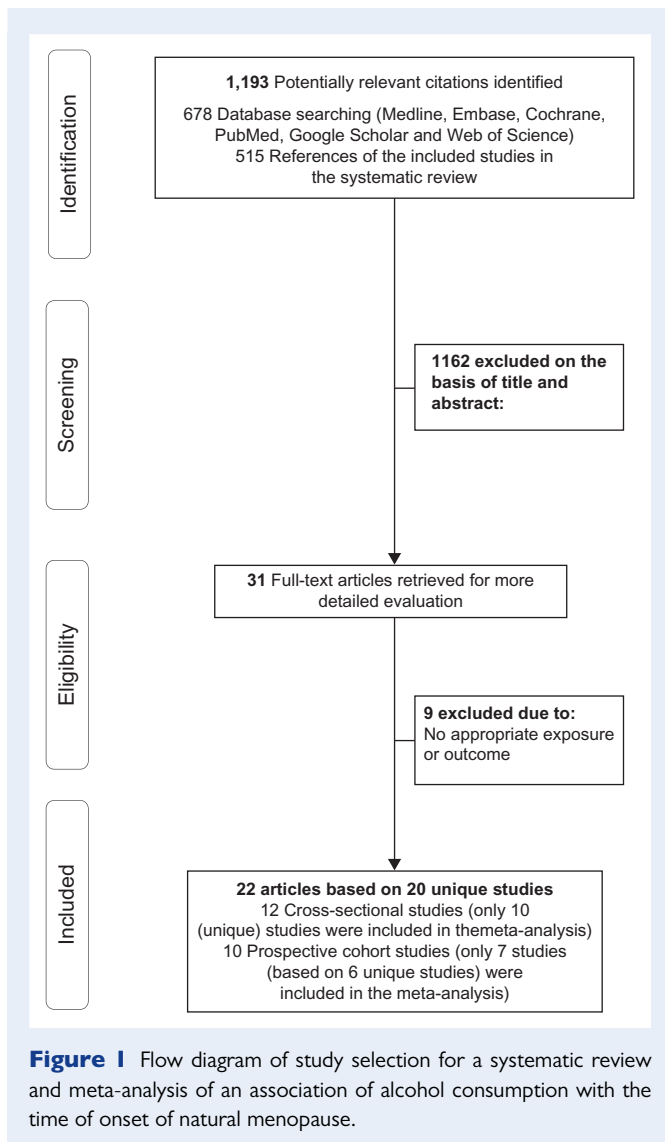 Identification
1,193 Potentially relevant citations identified
678 Database searching (Medline, Embase, Cochrane,
PubMed, Google Scholar and Web of Science)
515 References of the included studies in
the systematic review
Screening
1162 excluded on the
basis of title and
abstract:
Eligibility
31 Full-text articles retrieved for more
detailed evaluation
9 excluded due to:
No appropriate exposure
or outcome
Included
22 articles based on 20 unique studies
12 Cross-sectional studies (only 10
(unique) studies were included in themeta-analysis)
10 Prospective cohort studies (only 7 studies
(based on 6 unique studies) were
included in the meta-analysis)
Figure 1 Flow diagram of study selection for a systematic review
and meta-analysis of an association of alcohol consumption with the
time of onset of natural menopause.